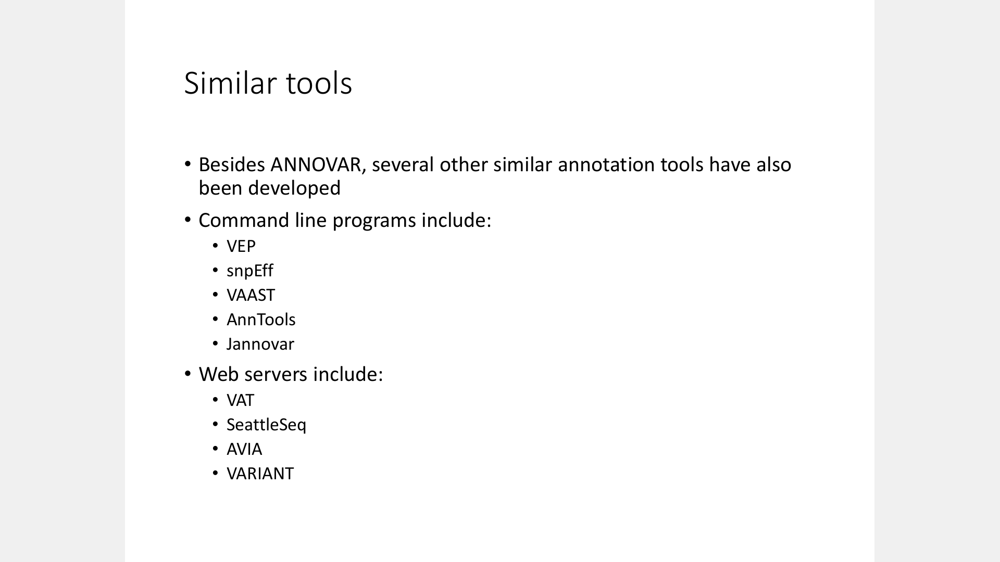 Similar tools
• Besides ANNOVAR, several other similar annotation tools have also
been developed
• Command line programs include:
• VEP
• snpEff
• VAAST
• AnnTools
• Jannovar
• Web servers include:
• VAT
• SeattleSeq
• AVIA
• VARIANT